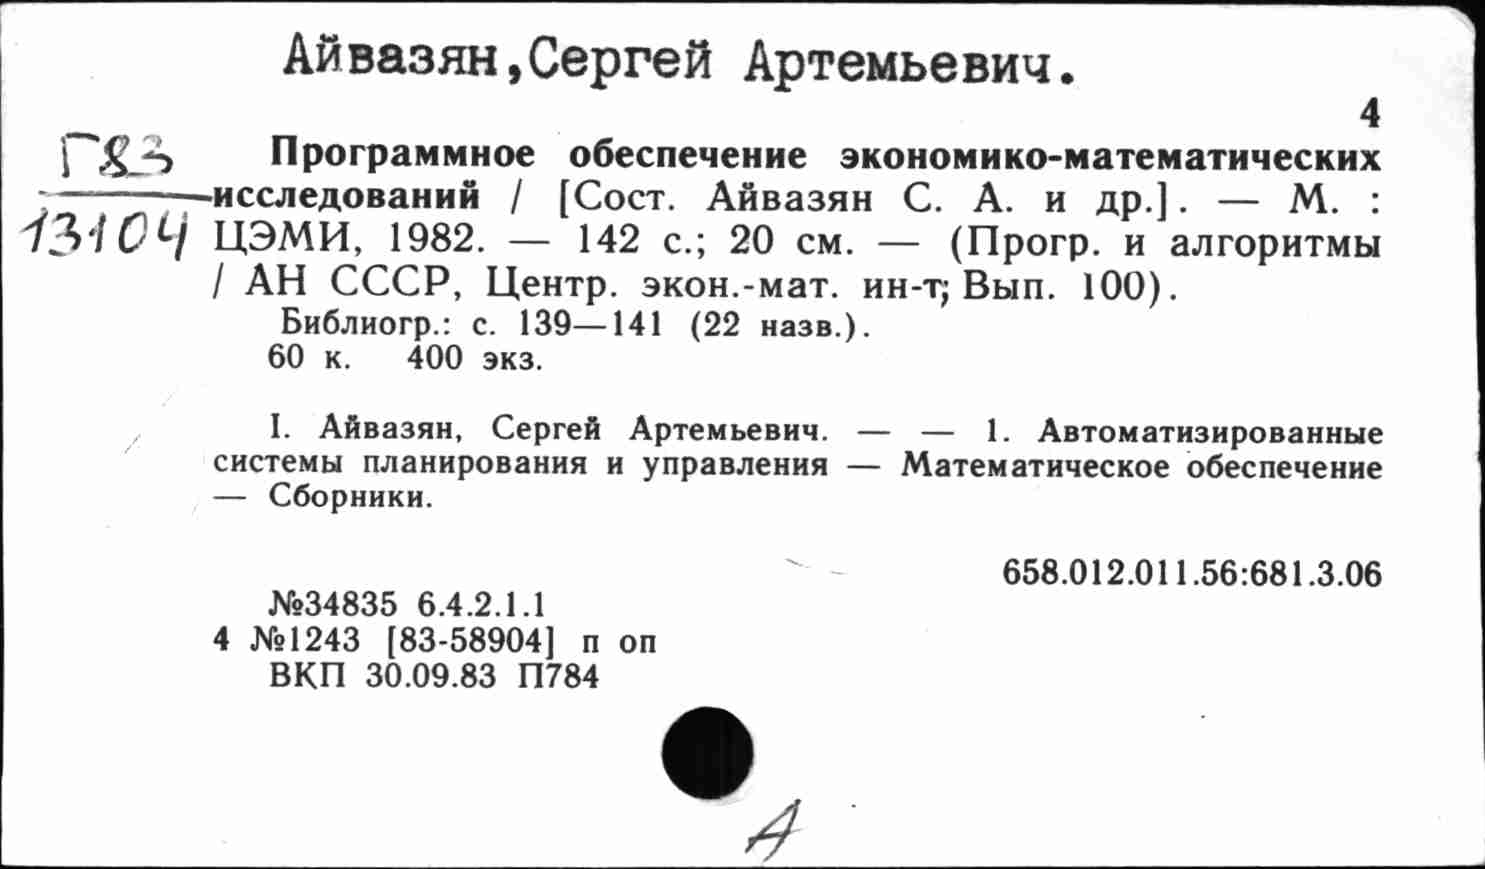 Айвазян,Сергей Артемьевич.
4
Г83
13104
Программное обеспечение экономико-математических
исследований / [Сост. Айвазян С. А. и др.]. — М. :
ЦЭМИ, 1982. — 142 с.; 20 см. — (Прогр. и алгоритмы
/ АН СССР, Центр. экон.-мат. ин-т; Вып. 100).
Библиогр.: с. 139—141 (22 назв.).
60 к. 400 экз.
I. Айвазян, Сергей Артемьевич. — — 1. Автоматизированные
системы планирования и управления — Математическое обеспечение
— Сборники.
658.012.011.56:681.3.06
№34835 6.4.2.1.1
4 №1243 [83-58904] п оп
ВКП 30.09.83 П784
А